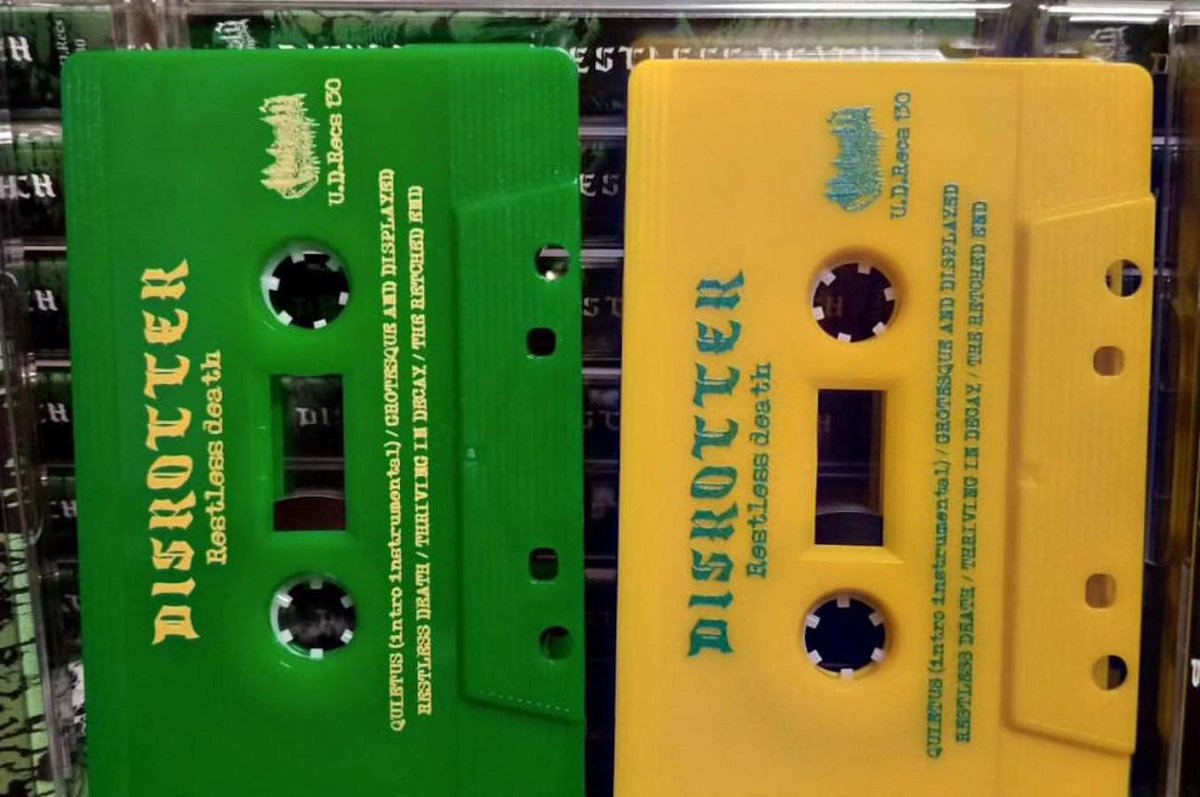 DISROTTER
Restless death
U.D.Recs 130
QUIETUS (intro instrumental) / GROTESQUE AND DISPLAYED
RESTLESS DEATH / THRIVING IN DECAY / THE RETCHED END
DISROTTER
Restless death
U.D.Recs 130
QUIETUS (intro instrumental) / GROTESQUE AND DISPLAYED
RESTLESS DEATH / THRIVING IN DECAY / THE RETCHED END
RESTLESS DEATH